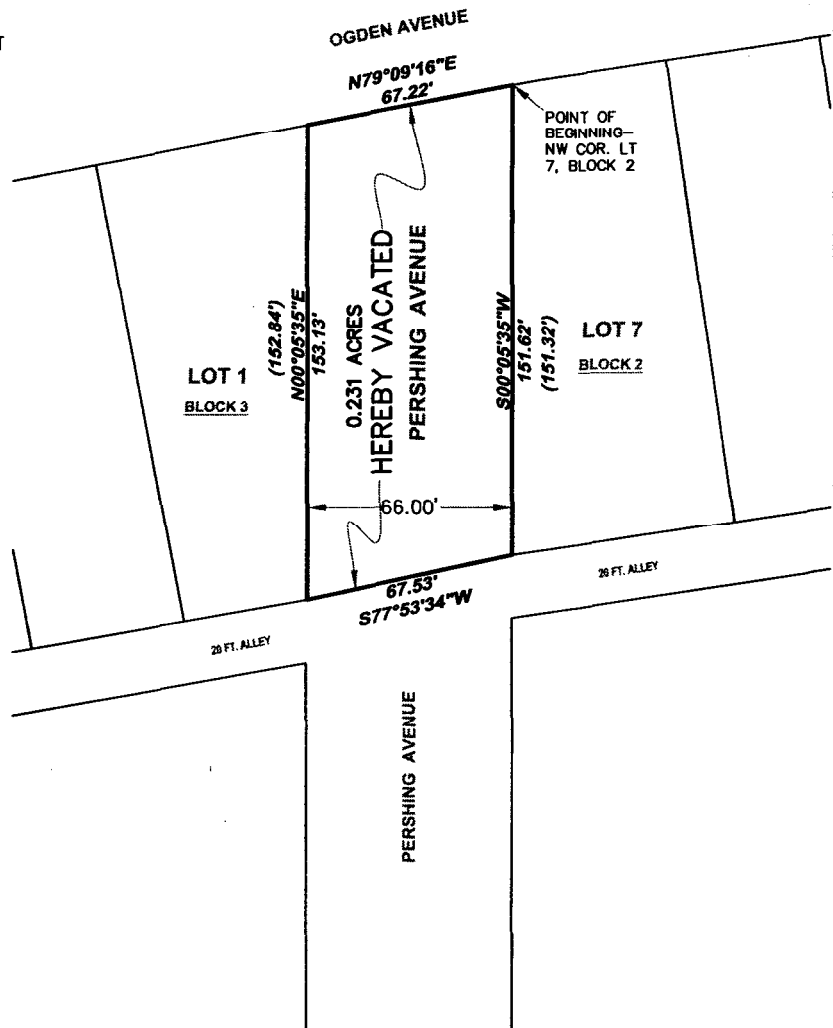 T
OGDEN AVENUE
N79°09'16"E
67.22'
POINT OF
BEGINNING–
NW COR. LT
7, BLOCK 2
LOT 1
BLOCK 3
(152.84')
N00°05'35"E
153.13'
0.231 ACRES
HEREBY VACATED
PERSHING AVENUE
S00°05'35"W
151.62'
(151.32')
LOT 7
BLOCK 2
66.00'
67.53'
S77°53'34"W
20 FT. ALLEY
20 FT. ALLEY
PERSHING AVENUE